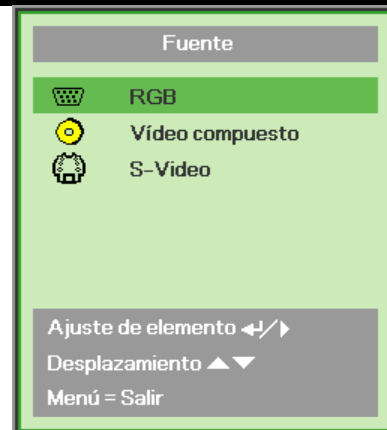 Fuente
RGB
Vídeo compuesto
S-Video
Ajuste de elemento ↵/▶
Desplazamiento ▲▼
Menú = Salir